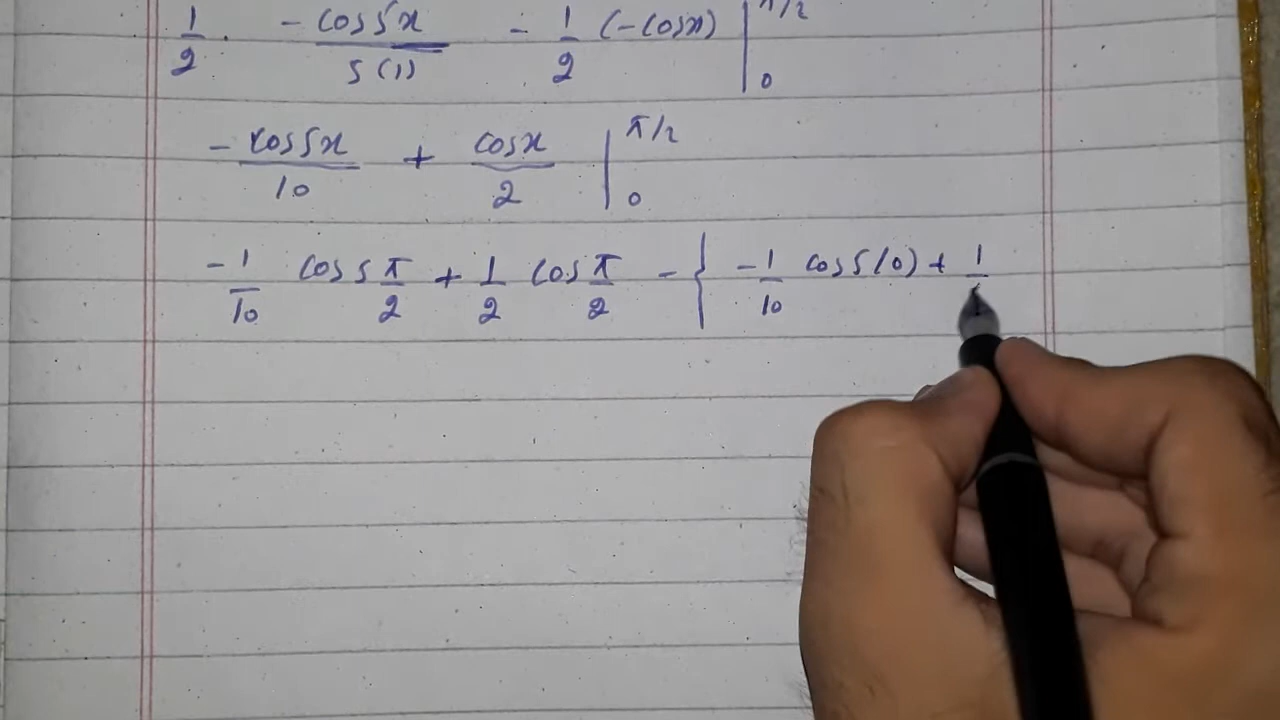 1/2 · -cos5x/5(1) - 1/2 (-cosx) |₀ π/2
-cos5x/10 + cosx/2 |₀ π/2
-1/10 cos5π/2 + 1/2 cosπ/2 - { -1/10 cos5(0) + 1